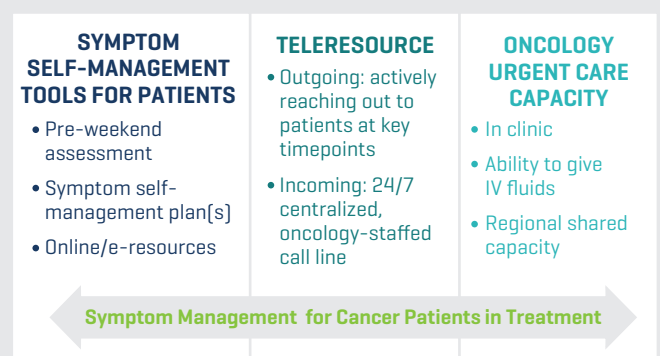 SYMPTOM
SELF-MANAGEMENT
TOOLS FOR PATIENTS
• Pre-weekend
assessment
• Symptom self-
management plan(s)
• Online/e-resources
TELERESOURCE
• Outgoing: actively
reaching out to
patients at key
timepoints
• Incoming: 24/7
centralized,
oncology-staffed
call line
ONCOLOGY
URGENT CARE
CAPACITY
• In clinic
• Ability to give
IV fluids
• Regional shared
capacity
Symptom Management for Cancer Patients in Treatment